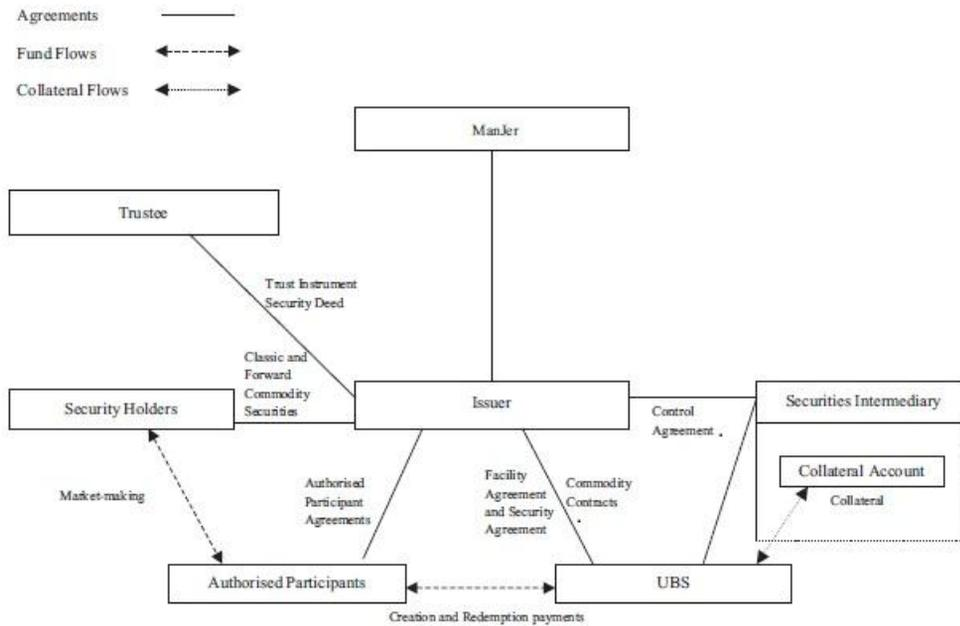 Agreements
Fund Flows
Collateral Flows
ManJer
Trustee
Trust Instrument
Security Deed
Classic and
Forward
Commodity
Securities
Security Holders
Issuer
Control
Agreement
Securities Intermediary
Collateral Account
Collateral
Market-making
Authorised
Participant
Agreements
Facility
Agreement
and Security
Agreement
Commodity
Contracts
Authorised Participants
UBS
Creation and Redemption payments